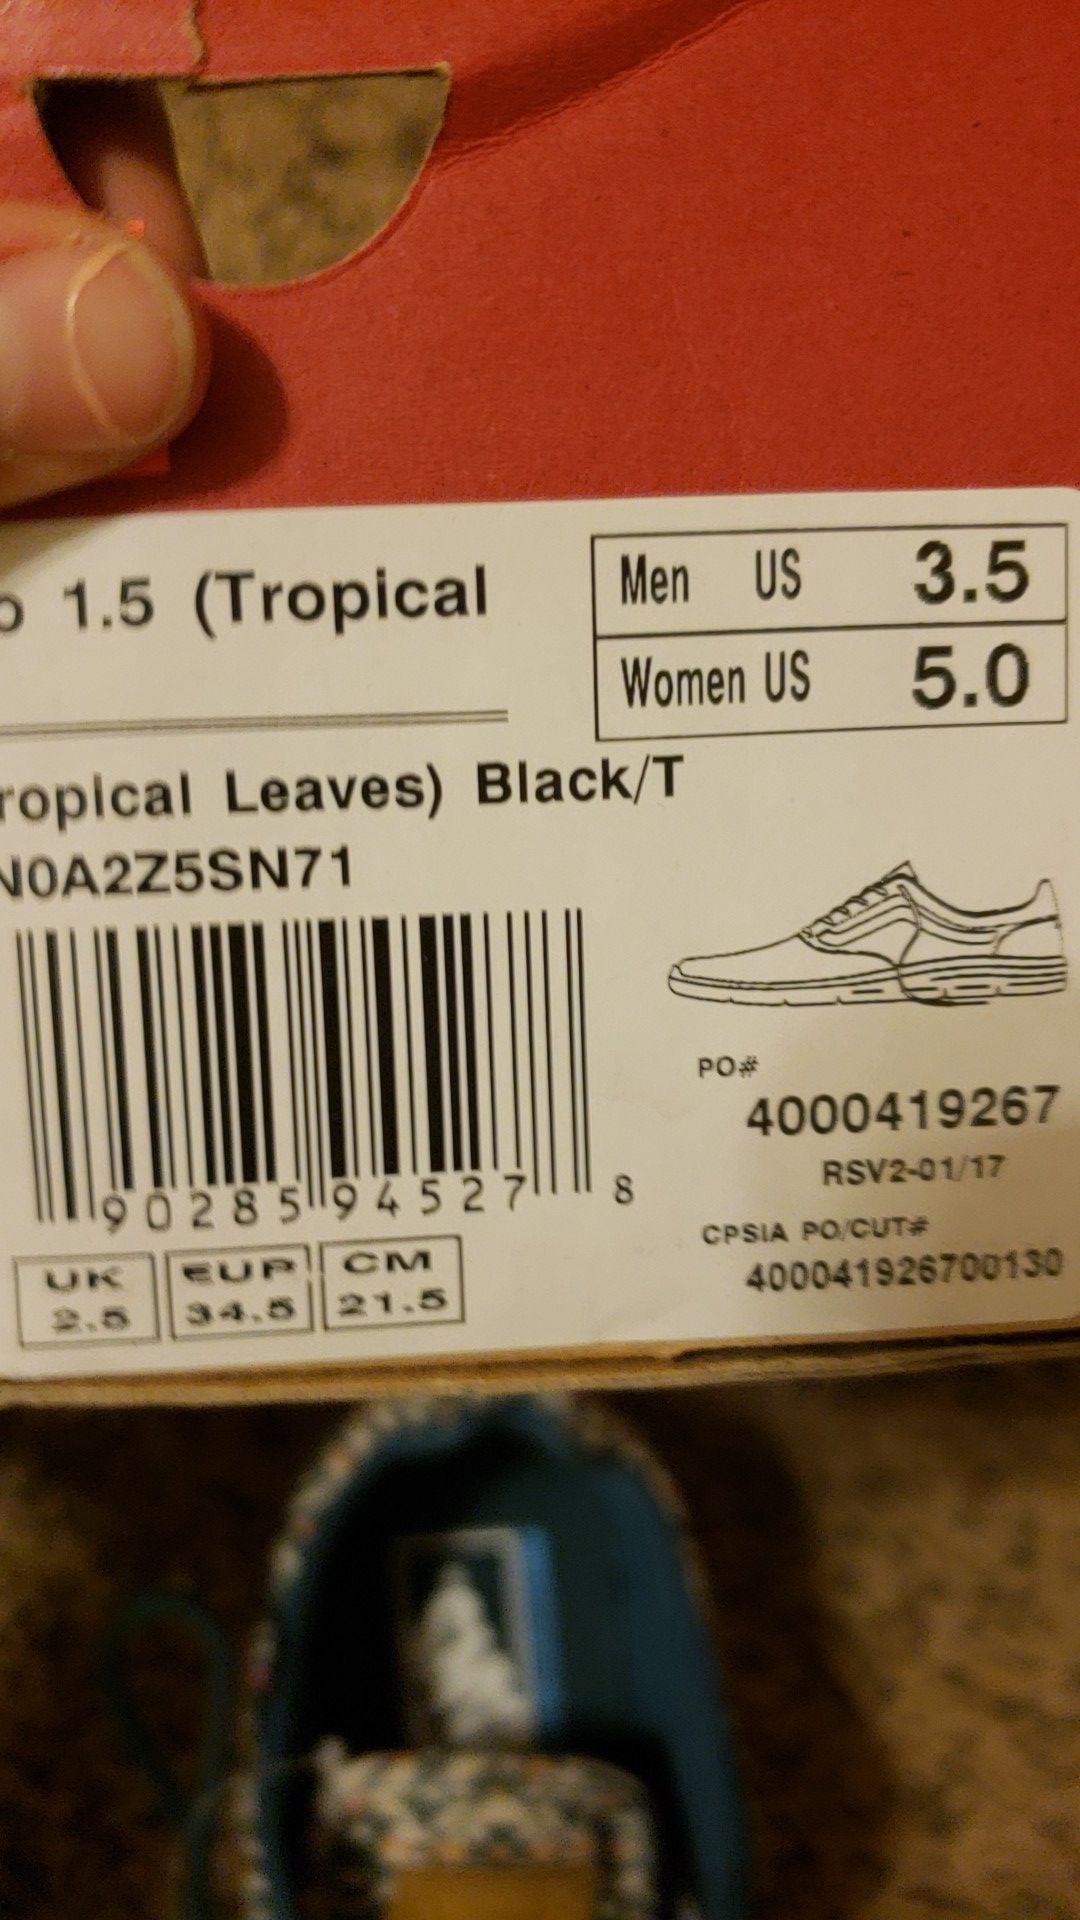 o 1.5 (Tropical
Men US 3.5
Women US 5.0
ropical Leaves) Black/T
N0A2Z5SN71
90285 94527 8
PO#
4000419267
RSV2-01/17
CPSIA PO/CUT#
400041926700130
UK 2.5
EUR 34.5
CM 21.5